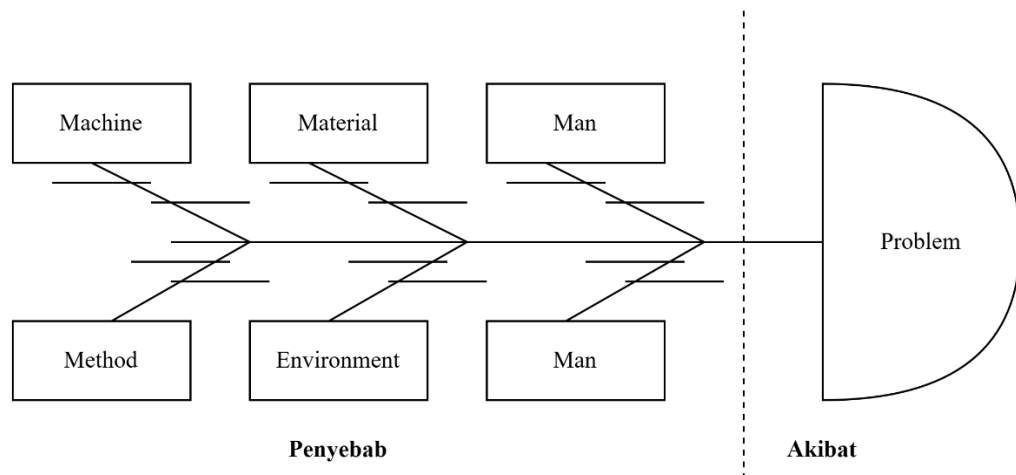 Machine
Material
Man
Problem
Method
Environment
Man
Penyebab
Akibat